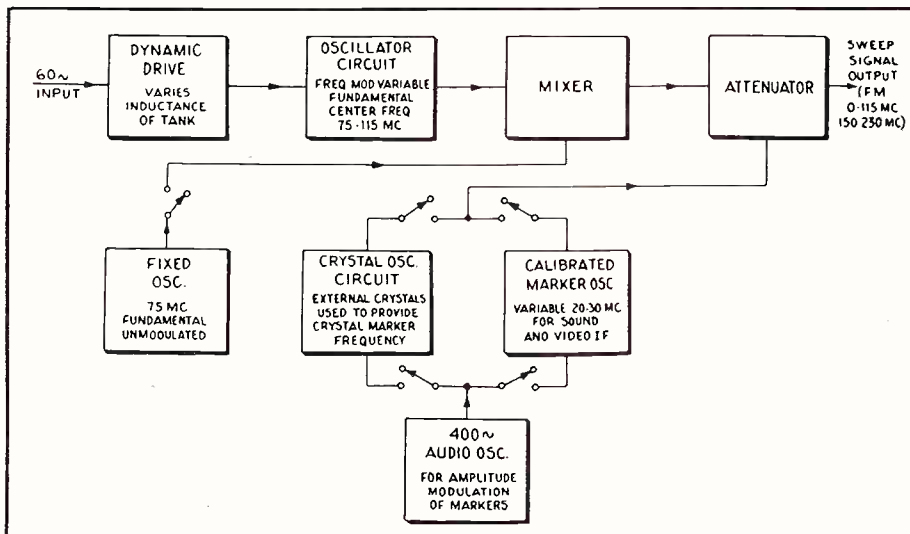 60~
INPUT
DYNAMIC
DRIVE
VARIES
INDUCTANCE
OF TANK
OSCILLATOR
CIRCUIT
FREQ MOD VARIABLE
FUNDAMENTAL
CENTER FREQ
75-115 MC
MIXER
ATTENUATOR
SWEEP
SIGNAL
OUTPUT
(FM
0-115 MC
150 230 MC)
FIXED
OSC.
75 MC
FUNDAMENTAL
UNMODULATED
CRYSTAL OSC.
CIRCUIT
EXTERNAL CRYSTALS
USED TO PROVIDE
CRYSTAL MARKER
FREQUENCY
CALIBRATED
MARKER OSC
VARIABLE 20-30 MC
FOR SOUND
AND VIDEO IF
400~
AUDIO OSC.
FOR AMPLITUDE
MODULATION
OF MARKERS